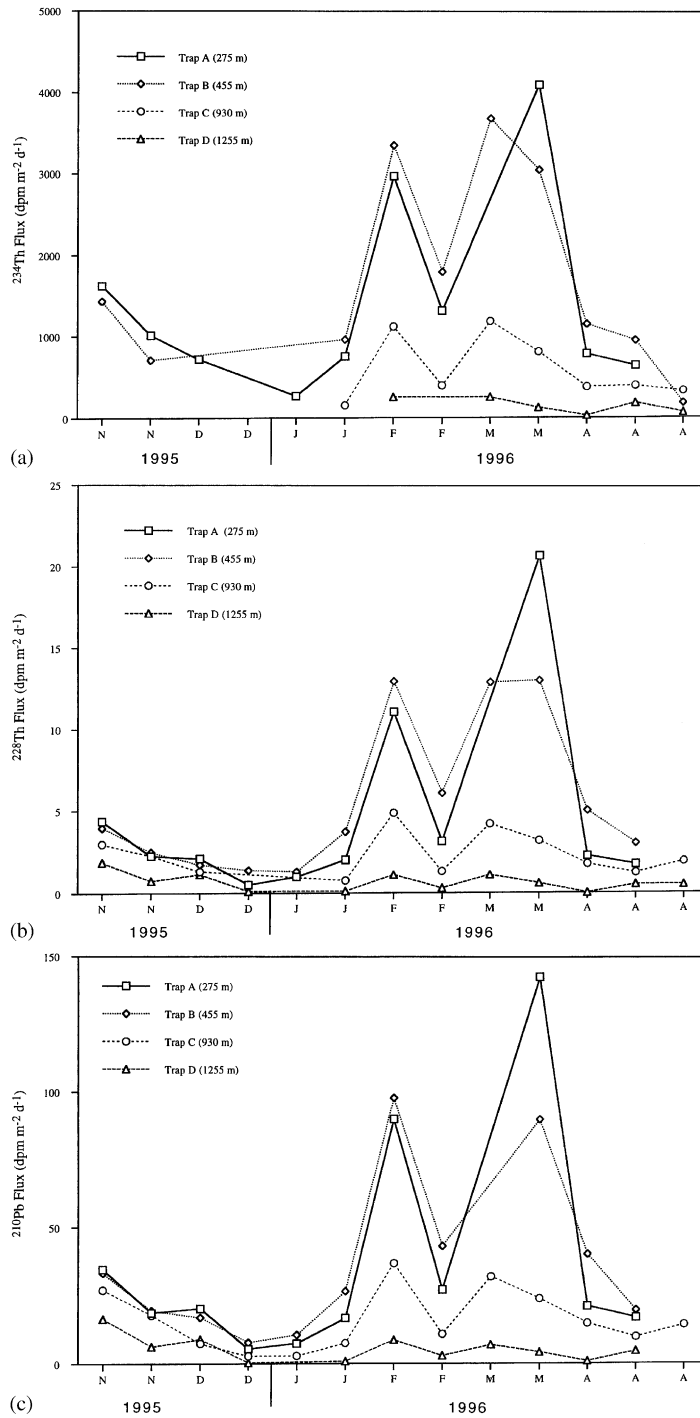 5000
4000
3000
2000
1000
0
234Th Flux (dpm m-2 d-1)
Trap A (275 m)
Trap B (455 m)
Trap C (930 m)
Trap D (1255 m)
N N D D J J F F M M A A A
(a) 1995 1996
25
20
15
10
5
0
228Th Flux (dpm m-2 d-1)
Trap A (275 m)
Trap B (455 m)
Trap C (930 m)
Trap D (1255 m)
N N D D J J F F M M A A A
(b) 1995 1996
150
100
50
0
210Pb Flux (dpm m-2 d-1)
Trap A (275 m)
Trap B (455 m)
Trap C (930 m)
Trap D (1255 m)
N N D D J J F F M M A A A
(c) 1995 1996